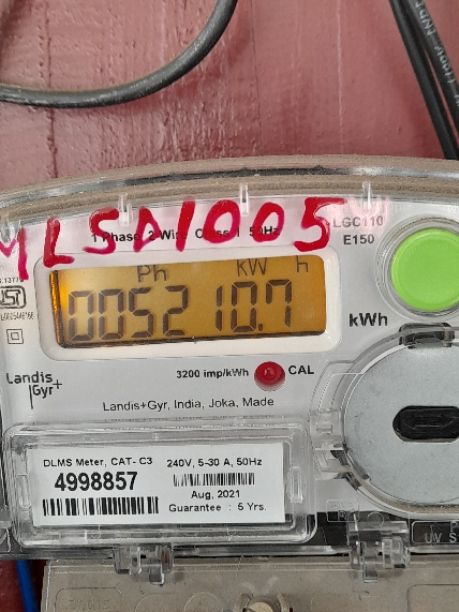 MLSD1005
1 Phase, 2 Wire, Class 1, 50Hz
LGC110
E150
Ph kW h
005210.7
kWh
3200 imp/kWh
CAL
Landis
Gyr+
Landis+Gyr, India, Joka, Made
DLMS Meter, CAT- C3
240V, 5-30 A, 50Hz
4998857
Aug, 2021
Guarantee : 5 Yrs.